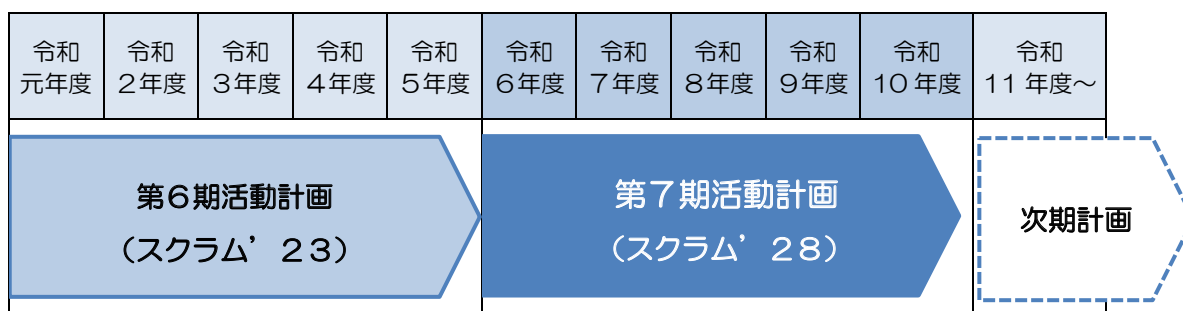 令和
元年度
令和
２年度
令和
３年度
令和
４年度
令和
５年度
令和
６年度
令和
７年度
令和
８年度
令和
９年度
令和
10 年度
令和
11 年度～
第６期活動計画
（スクラム’２３）
第７期活動計画
（スクラム’２８）
次期計画